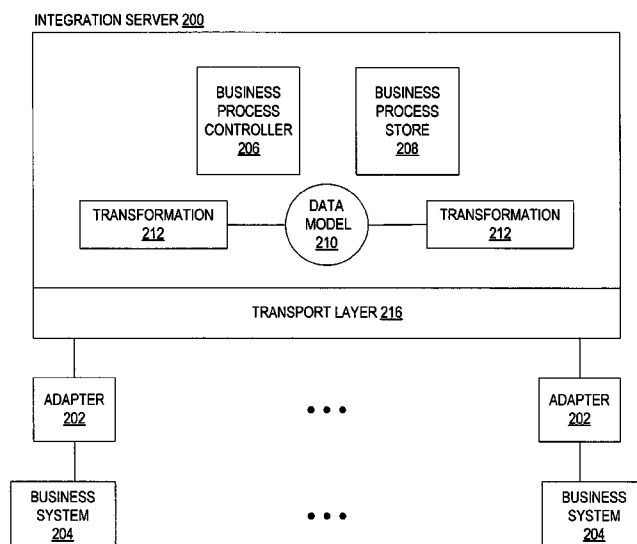 INTEGRATION SERVER 200
BUSINESS
PROCESS
CONTROLLER
206
BUSINESS
PROCESS
STORE
208
TRANSFORMATION
212
DATA
MODEL
210
TRANSFORMATION
212
TRANSPORT LAYER 216
ADAPTER
202
ADAPTER
202
BUSINESS
SYSTEM
204
BUSINESS
SYSTEM
204